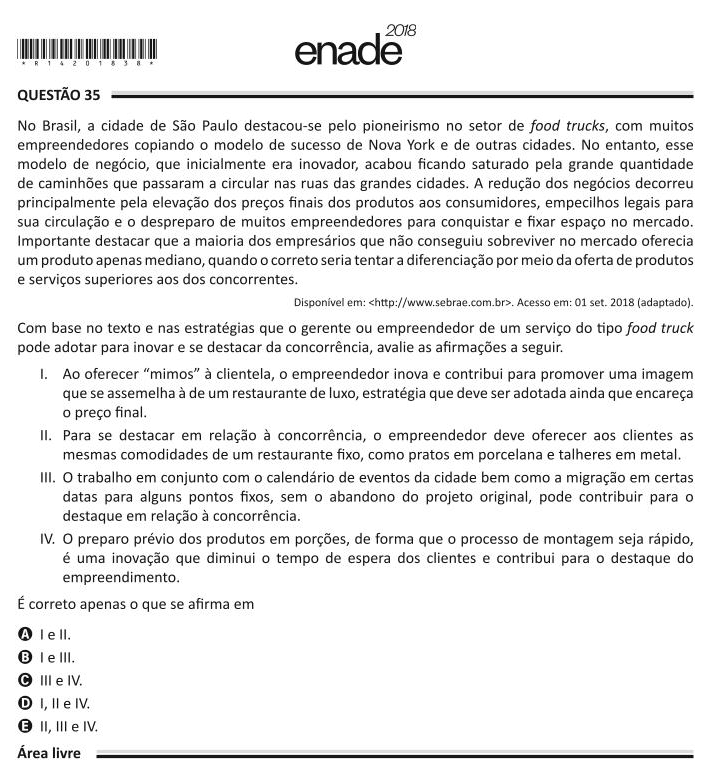 enade 2018
* R 1 4 2 0 1 8 3 8 *
QUESTÃO 35
No Brasil, a cidade de São Paulo destacou-se pelo pioneirismo no setor de food trucks, com muitos
empreendedores copiando o modelo de sucesso de Nova York e de outras cidades. No entanto, esse
modelo de negócio, que inicialmente era inovador, acabou ficando saturado pela grande quantidade
de caminhões que passaram a circular nas ruas das grandes cidades. A redução dos negócios decorreu
principalmente pela elevação dos preços finais dos produtos aos consumidores, empecilhos legais para
sua circulação e o despreparo de muitos empreendedores para conquistar e fixar espaço no mercado.
Importante destacar que a maioria dos empresários que não conseguiu sobreviver no mercado oferecia
um produto apenas mediano, quando o correto seria tentar a diferenciação por meio da oferta de produtos
e serviços superiores aos dos concorrentes.
Disponível em: <http://www.sebrae.com.br>. Acesso em: 01 set. 2018 (adaptado).
Com base no texto e nas estratégias que o gerente ou empreendedor de um serviço do tipo food truck
pode adotar para inovar e se destacar da concorrência, avalie as afirmações a seguir.
I. Ao oferecer “mimos” à clientela, o empreendedor inova e contribui para promover uma imagem
que se assemelha à de um restaurante de luxo, estratégia que deve ser adotada ainda que encareça
o preço final.
II. Para se destacar em relação à concorrência, o empreendedor deve oferecer aos clientes as
mesmas comodidades de um restaurante fixo, como pratos em porcelana e talheres em metal.
III. O trabalho em conjunto com o calendário de eventos da cidade bem como a migração em certas
datas para alguns pontos fixos, sem o abandono do projeto original, pode contribuir para o
destaque em relação à concorrência.
IV. O preparo prévio dos produtos em porções, de forma que o processo de montagem seja rápido,
é uma inovação que diminui o tempo de espera dos clientes e contribui para o destaque do
empreendimento.
É correto apenas o que se afirma em
A I e II.
B I e III.
C III e IV.
D I, II e IV.
E II, III e IV.
Área livre